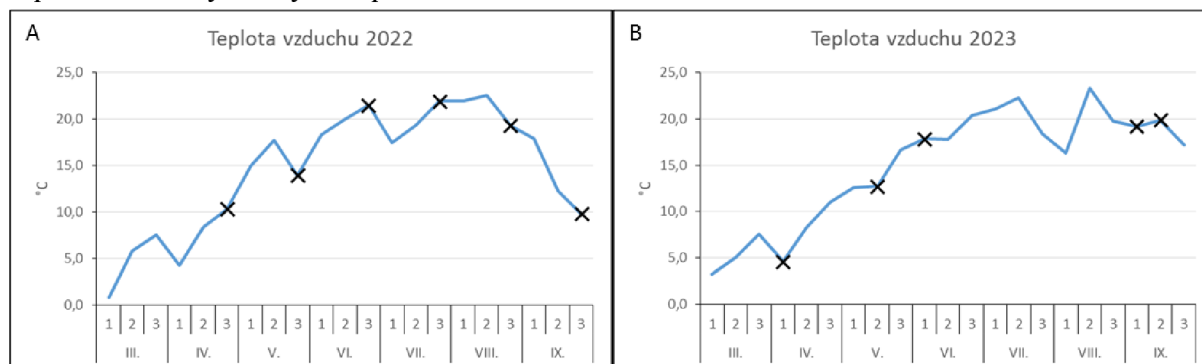 A
Teplota vzduchu 2022
25,0
20,0
15,0
10,0
5,0
0,0
°C
1 2 3 1 2 3 1 2 3 1 2 3 1 2 3 1 2 3 1 2 3
III. IV. V. VI. VII. VIII. IX.
B
Teplota vzduchu 2023
25,0
20,0
15,0
10,0
5,0
0,0
°C
1 2 3 1 2 3 1 2 3 1 2 3 1 2 3 1 2 3 1 2 3
III. IV. V. VI. VII. VIII. IX.